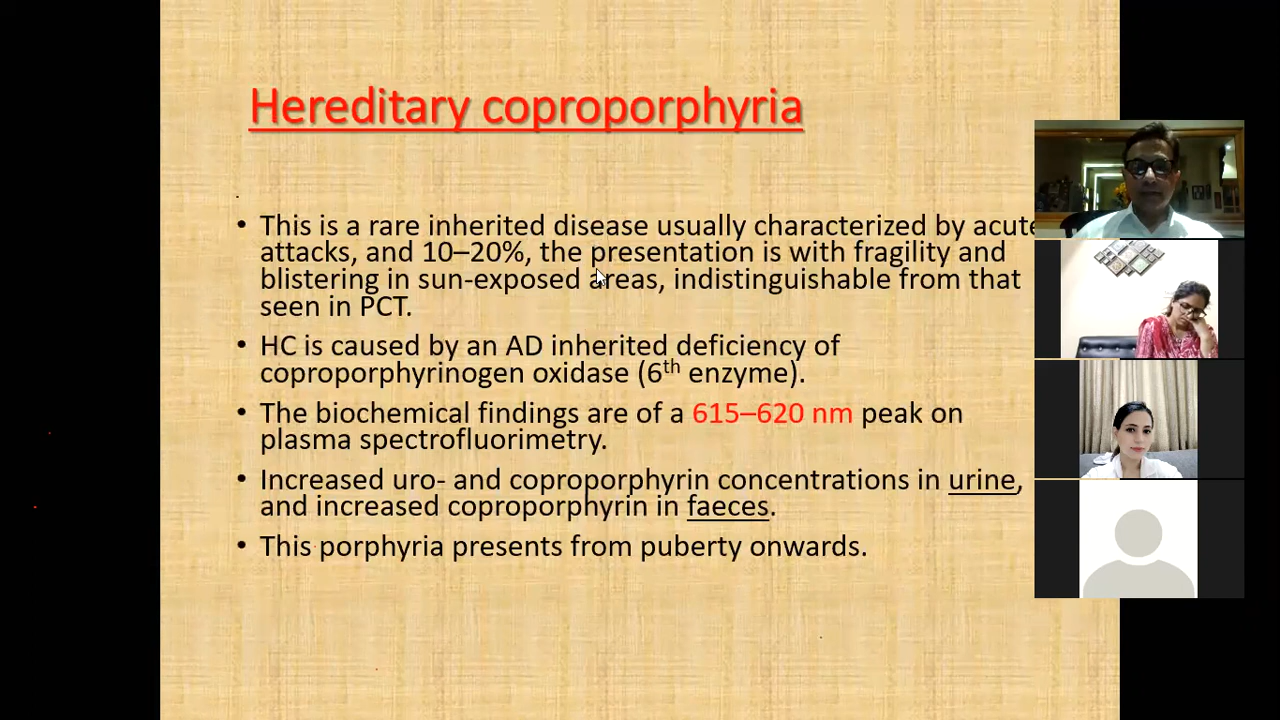 Hereditary coproporphyria
• This is a rare inherited disease usually characterized by acute
attacks, and 10–20%, the presentation is with fragility and
blistering in sun-exposed areas, indistinguishable from that
seen in PCT.
• HC is caused by an AD inherited deficiency of
coproporphyrinogen oxidase (6th enzyme).
• The biochemical findings are of a 615–620 nm peak on
plasma spectrofluorimetry.
• Increased uro- and coproporphyrin concentrations in urine,
and increased coproporphyrin in faeces.
• This porphyria presents from puberty onwards.